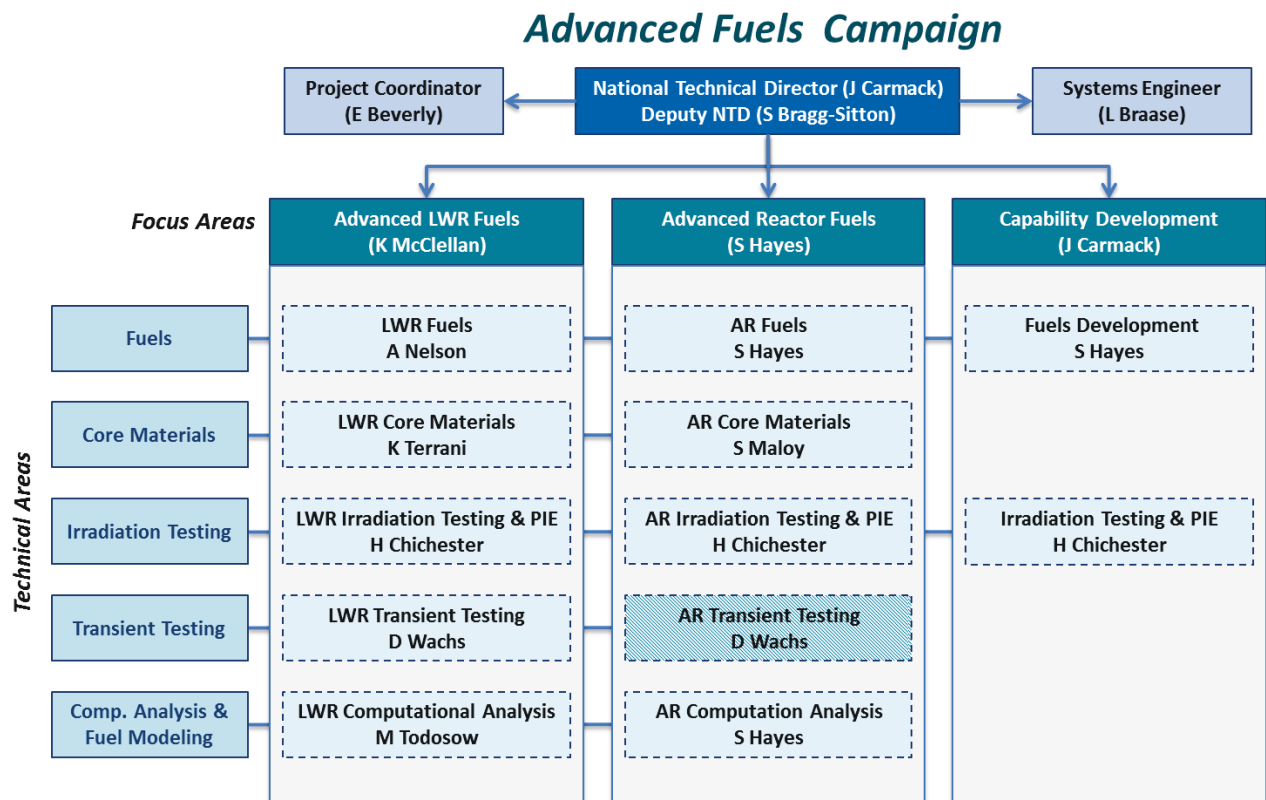 Advanced Fuels Campaign
Project Coordinator
(E Beverly)
National Technical Director (J Carmack)
Deputy NTD (S Bragg-Sitton)
Systems Engineer
(L Braase)
Focus Areas
Advanced LWR Fuels
(K McClellan)
Advanced Reactor Fuels
(S Hayes)
Capability Development
(J Carmack)
Technical Areas
Fuels
LWR Fuels
A Nelson
AR Fuels
S Hayes
Fuels Development
S Hayes
Core Materials
LWR Core Materials
K Terrani
AR Core Materials
S Maloy
Irradiation Testing
LWR Irradiation Testing & PIE
H Chichester
AR Irradiation Testing & PIE
H Chichester
Irradiation Testing & PIE
H Chichester
Transient Testing
LWR Transient Testing
D Wachs
AR Transient Testing
D Wachs
Comp. Analysis &
Fuel Modeling
LWR Computational Analysis
M Todosow
AR Computation Analysis
S Hayes